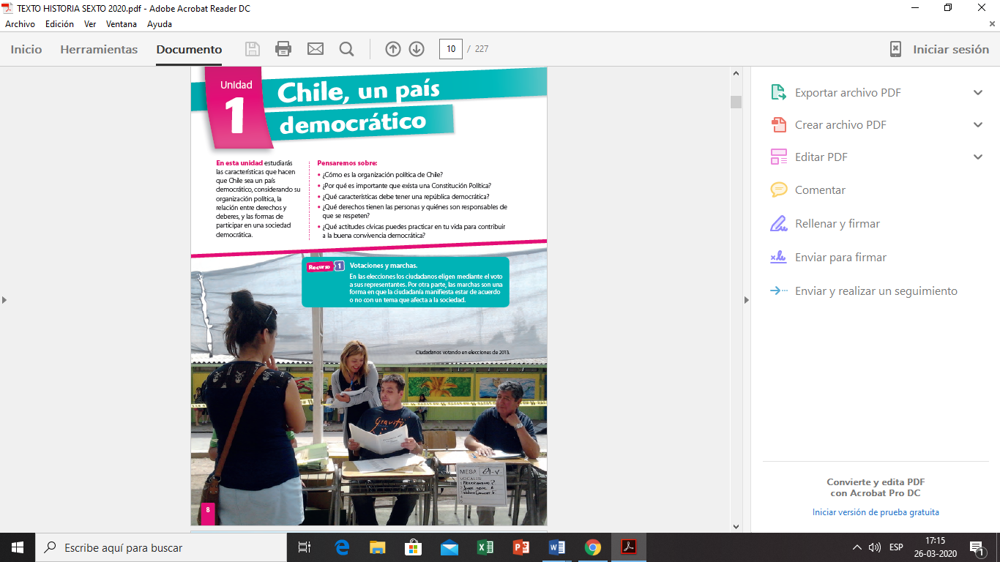 TEXTO HISTORIA SEXTO 2020.pdf - Adobe Acrobat Reader DC
Archivo Edición Ver Ventana Ayuda
Inicio Herramientas Documento 10 / 227 Iniciar sesión
Unidad
1
Chile, un país
democrático
En esta unidad estudiarás
las características que hacen
que Chile sea un país
democrático, considerando su
organización política, la
relación entre derechos y
deberes, y las formas de
participar en una sociedad
democrática.
Pensaremos sobre:
• ¿Cómo es la organización política de Chile?
• ¿Por qué es importante que exista una Constitución Política?
• ¿Qué características debe tener una república democrática?
• ¿Qué derechos tienen las personas y quiénes son responsables de
que se respeten?
• ¿Qué actitudes cívicas puedes practicar en tu vida para contribuir
a la buena convivencia democrática?
Recurso 1 Votaciones y marchas.
En las elecciones los ciudadanos eligen mediante el voto
a sus representantes. Por otra parte, las marchas son una
forma en que la ciudadanía manifiesta estar de acuerdo
o no con un tema que afecta a la sociedad.
Ciudadanos votando en elecciones de 2013.
MESA
VOCALES
8
Exportar archivo PDF
Crear archivo PDF
Editar PDF
Comentar
Rellenar y firmar
Enviar para firmar
Enviar y realizar un seguimiento
Convierte y edita PDF
con Acrobat Pro DC
Iniciar versión de prueba gratuita
Escribe aquí para buscar
ESP
17:15
26-03-2020
1